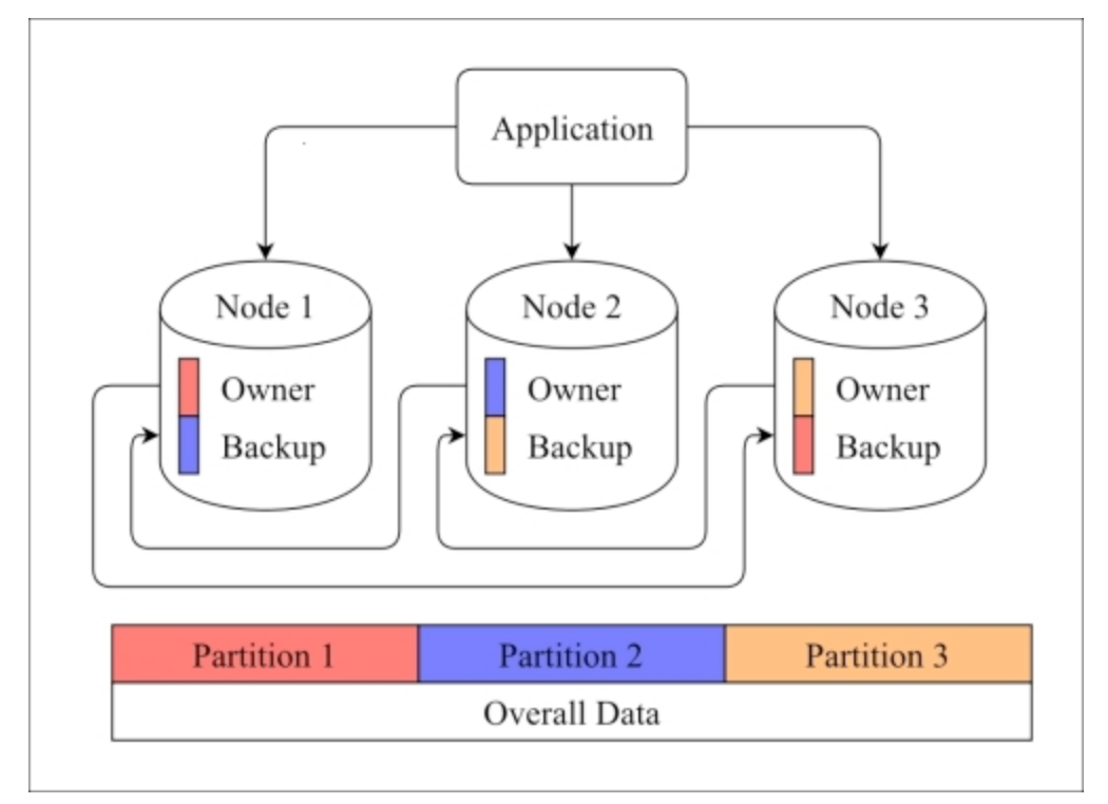 Application
Node 1
Node 2
Node 3
Owner
Backup
Owner
Backup
Owner
Backup
Partition 1
Partition 2
Partition 3
Overall Data